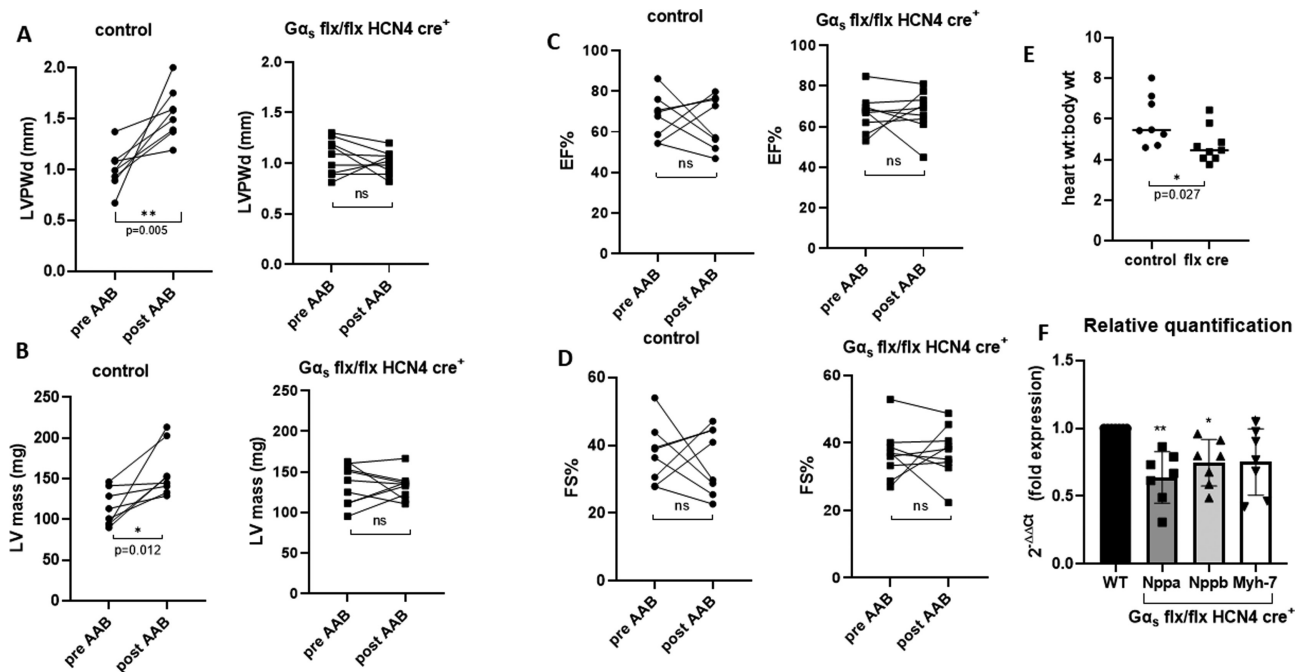 A
control
Gαs flx/flx HCN4 cre+
LVPWd (mm)
2.0
1.5
1.0
0.5
0.0
**
p=0.005
pre AAB
post AAB
LVPWd (mm)
2.0
1.5
1.0
0.5
0.0
ns
pre AAB
post AAB
B
control
Gαs flx/flx HCN4 cre+
LV mass (mg)
250
200
150
100
50
0
*
p=0.012
pre AAB
post AAB
LV mass (mg)
250
200
150
100
50
0
ns
pre AAB
post AAB
C
control
Gαs flx/flx HCN4 cre+
EF%
100
80
60
40
20
0
ns
pre AAB
post AAB
EF%
100
80
60
40
20
0
ns
pre AAB
post AAB
D
control
Gαs flx/flx HCN4 cre+
FS%
60
40
20
0
ns
pre AAB
post AAB
FS%
60
40
20
0
ns
pre AAB
post AAB
E
heart wt:body wt
10
8
6
4
2
0
*
p=0.027
control flx cre
F
Relative quantification
2-ΔΔCt (fold expression)
1.5
1.0
0.5
0.0
**
*
WT Nppa Nppb Myh-7
Gαs flx/flx HCN4 cre+